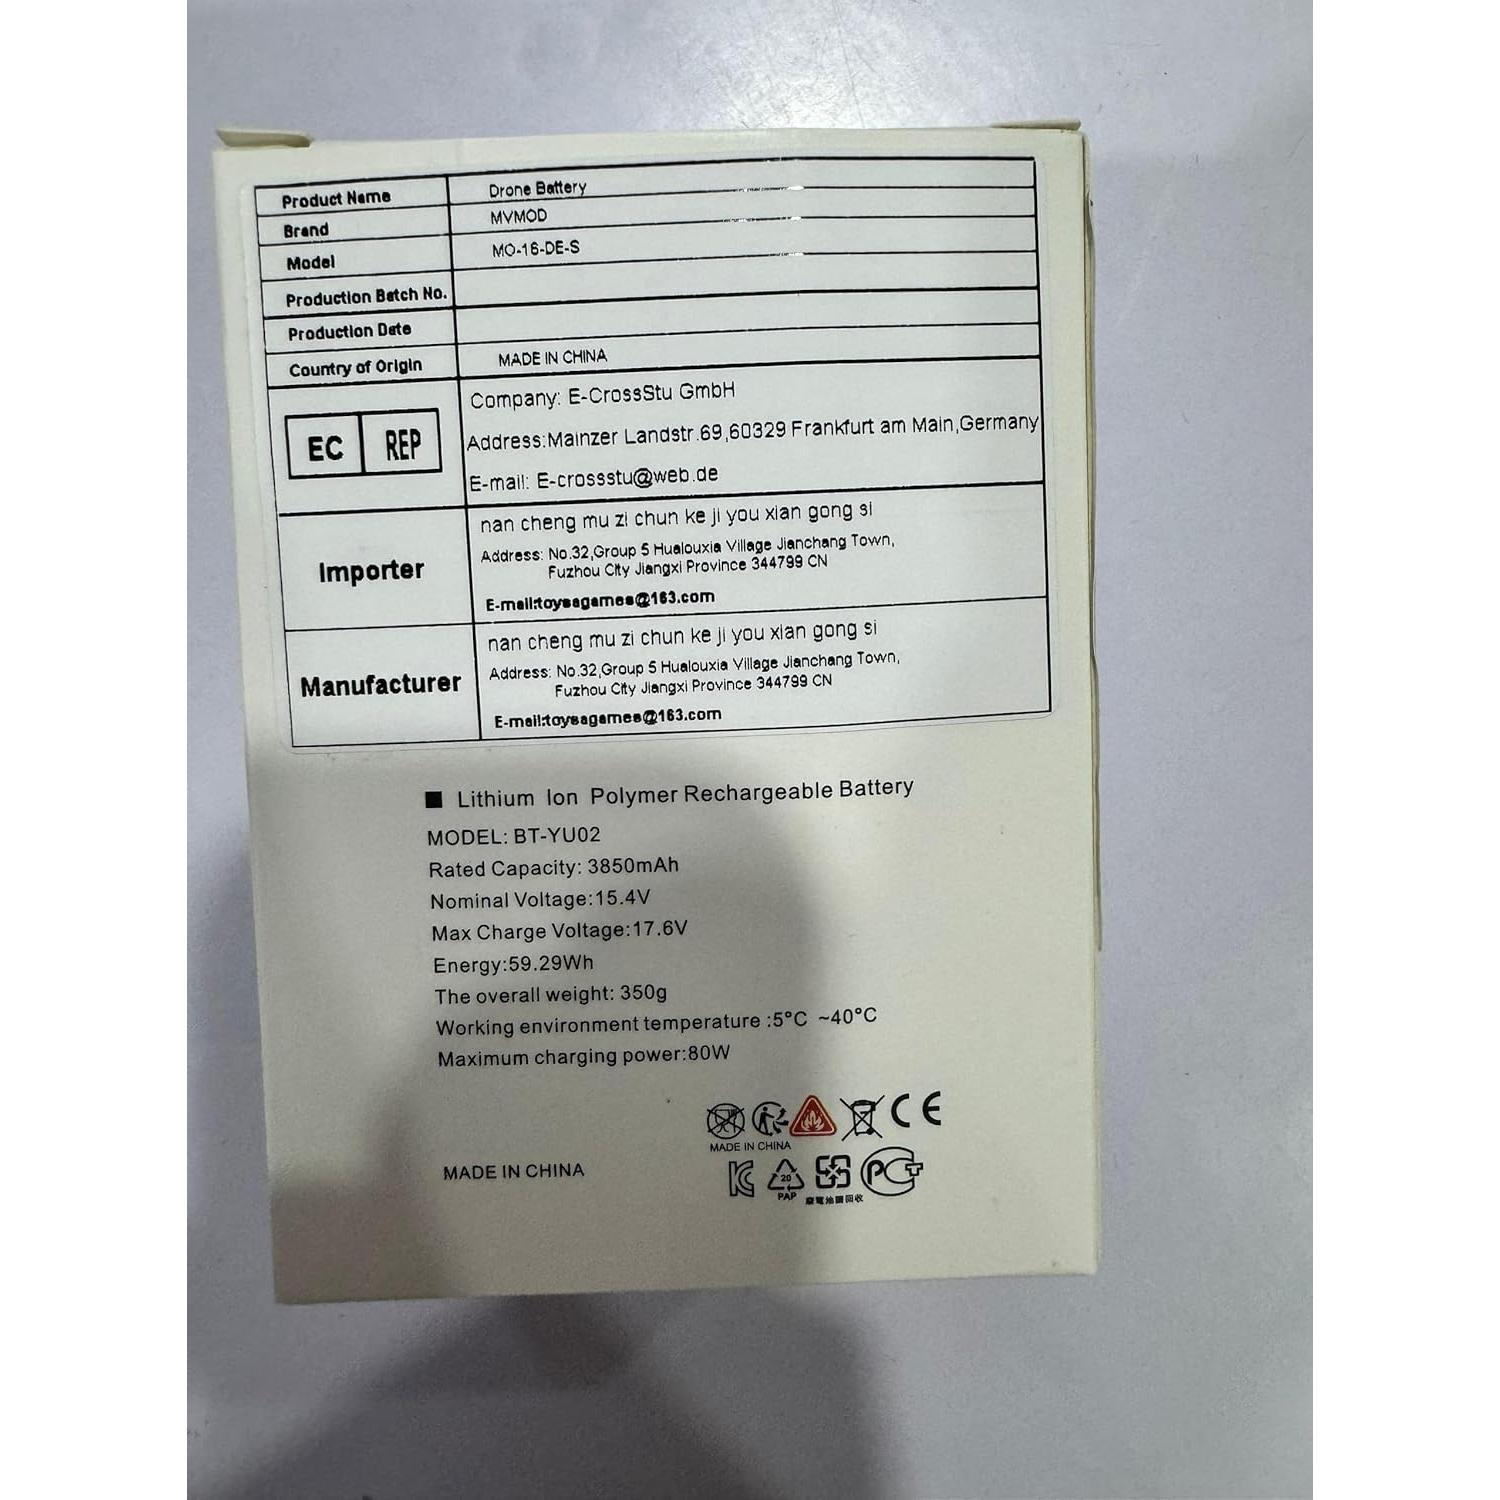 Product Name Drone Battery
Brand MVMOD
Model MO-16-DE-S
Production Batch No.
Production Date
Country of Origin MADE IN CHINA
EC REP
Company: E-CrossStu GmbH
Address:Mainzer Landstr.69,60329 Frankfurt am Main,Germany
E-mail: E-crossstu@web.de
Importer
nan cheng mu zi chun ke ji you xian gong si
Address: No.32,Group 5 Hualouxia Village Jianchang Town,
Fuzhou City Jiangxi Province 344799 CN
E-mail:toysagames@163.com
Manufacturer
nan cheng mu zi chun ke ji you xian gong si
Address: No.32,Group 5 Hualouxia Village Jianchang Town,
Fuzhou City Jiangxi Province 344799 CN
E-mail:toysagames@163.com
Lithium Ion Polymer Rechargeable Battery
MODEL: BT-YU02
Rated Capacity: 3850mAh
Nominal Voltage:15.4V
Max Charge Voltage:17.6V
Energy:59.29Wh
The overall weight: 350g
Working environment temperature :5°C ~40°C
Maximum charging power:80W
CE
MADE IN CHINA
MADE IN CHINA
20
PAP
廢電池請回收